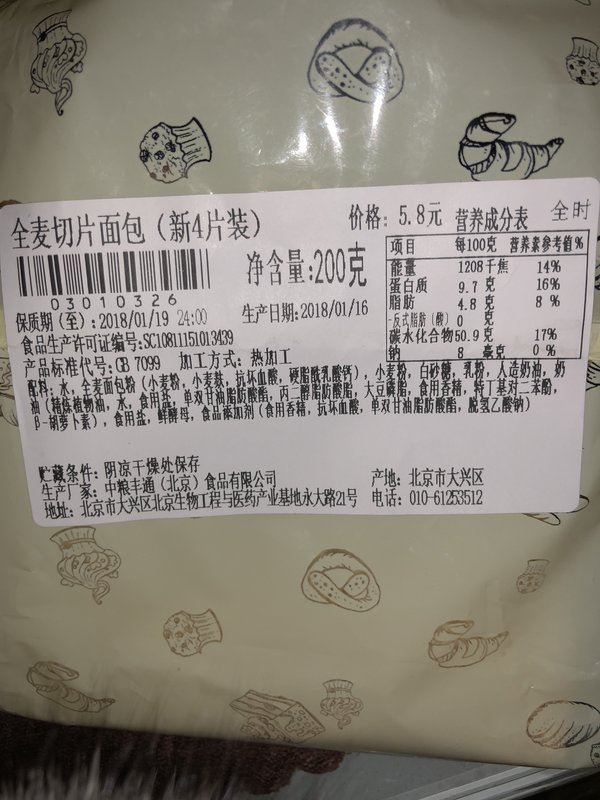 全麦切片面包（新4片装）
价格：5.8元
营养成分表
全时
03010326
净含量:200克
保质期（至）:2018/01/19 24:00
生产日期:2018/01/16
食品生产许可证编号:SC10811151013439
产品标准代号:GB 7099 加工方式：热加工
项目 每100克 营养素参考值%
能量 1208千焦 14%
蛋白质 9.7 克 16%
脂肪 4.8 克 8 %
-反式脂肪（酸） 0 克
碳水化合物50.9 克 17%
钠 8 毫克 0 %
配料：水，全麦面包粉（小麦粉，小麦麸，抗坏血酸，硬脂酰乳酸钙），小麦粉，白砂糖，乳粉，人造奶油，奶
油（精炼植物油，水，食用盐，单双甘油脂肪酸酯，丙二醇脂肪酸酯，大豆磷脂，食用香精，特丁基对二苯酚，
β-胡萝卜素），食用盐，鲜酵母，食品添加剂（食用香精，抗坏血酸，单双甘油脂肪酸酯，脱氢乙酸钠）
贮藏条件：阴凉干燥处保存
生产厂家：中粮丰通（北京）食品有限公司
产地：北京市大兴区
地址：北京市大兴区北京生物工程与医药产业基地永大路21号
电话：010-61253512